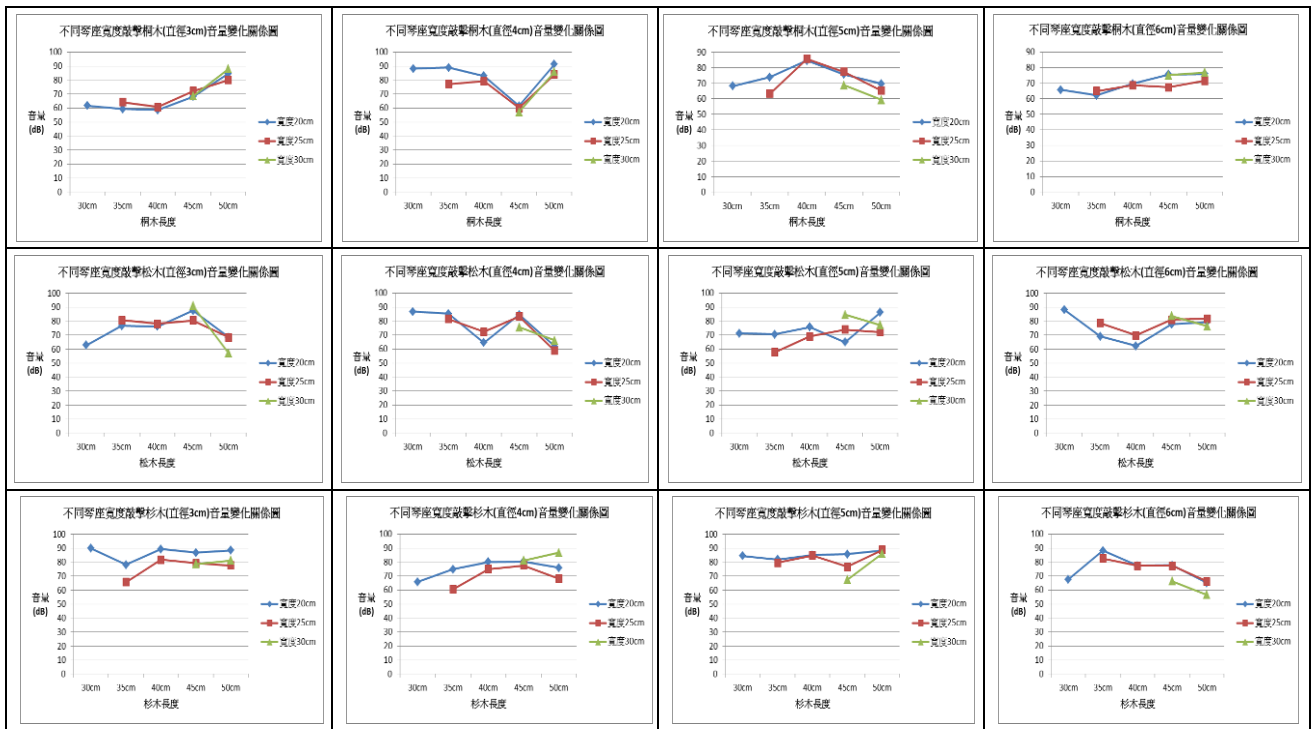 不同琴座寬度敲擊桐木(直徑3cm)音量變化關係圖
100
90
80
70
60
50
40
30
20
10
0
音量
(dB)
寬度20cm
寬度25cm
寬度30cm
30cm 35cm 40cm 45cm 50cm
桐木長度
不同琴座寬度敲擊桐木(直徑4cm)音量變化關係圖
100
90
80
70
60
50
40
30
20
10
0
音量
(dB)
寬度20cm
寬度25cm
寬度30cm
30cm 35cm 40cm 45cm 50cm
桐木長度
不同琴座寬度敲擊桐木(直徑5cm)音量變化關係圖
90
80
70
60
50
40
30
20
10
0
音量
(dB)
寬度20cm
寬度25cm
寬度30cm
30cm 35cm 40cm 45cm 50cm
桐木長度
不同琴座寬度敲擊桐木(直徑6cm)音量變化關係圖
90
80
70
60
50
40
30
20
10
0
音量
(dB)
寬度20cm
寬度25cm
寬度30cm
30cm 35cm 40cm 45cm 50cm
桐木長度
不同琴座寬度敲擊松木(直徑3cm)音量變化關係圖
100
90
80
70
60
50
40
30
20
10
0
音量
(dB)
寬度20cm
寬度25cm
寬度30cm
30cm 35cm 40cm 45cm 50cm
松木長度
不同琴座寬度敲擊松木(直徑4cm)音量變化關係圖
100
90
80
70
60
50
40
30
20
10
0
音量
(dB)
寬度20cm
寬度25cm
寬度30cm
30cm 35cm 40cm 45cm 50cm
松木長度
不同琴座寬度敲擊松木(直徑5cm)音量變化關係圖
100
90
80
70
60
50
40
30
20
10
0
音量
(dB)
寬度20cm
寬度25cm
寬度30cm
30cm 35cm 40cm 45cm 50cm
松木長度
不同琴座寬度敲擊松木(直徑6cm)音量變化關係圖
100
90
80
70
60
50
40
30
20
10
0
音量
(dB)
寬度20cm
寬度25cm
寬度30cm
30cm 35cm 40cm 45cm 50cm
松木長度
不同琴座寬度敲擊杉木(直徑3cm)音量變化關係圖
100
90
80
70
60
50
40
30
20
10
0
音量
(dB)
寬度20cm
寬度25cm
寬度30cm
30cm 35cm 40cm 45cm 50cm
杉木長度
不同琴座寬度敲擊杉木(直徑4cm)音量變化關係圖
100
90
80
70
60
50
40
30
20
10
0
音量
(dB)
寬度20cm
寬度25cm
寬度30cm
30cm 35cm 40cm 45cm 50cm
杉木長度
不同琴座寬度敲擊杉木(直徑5cm)音量變化關係圖
100
90
80
70
60
50
40
30
20
10
0
音量
(dB)
寬度20cm
寬度25cm
寬度30cm
30cm 35cm 40cm 45cm 50cm
杉木長度
不同琴座寬度敲擊杉木(直徑6cm)音量變化關係圖
100
90
80
70
60
50
40
30
20
10
0
音量
(dB)
寬度20cm
寬度25cm
寬度30cm
30cm 35cm 40cm 45cm 50cm
杉木長度